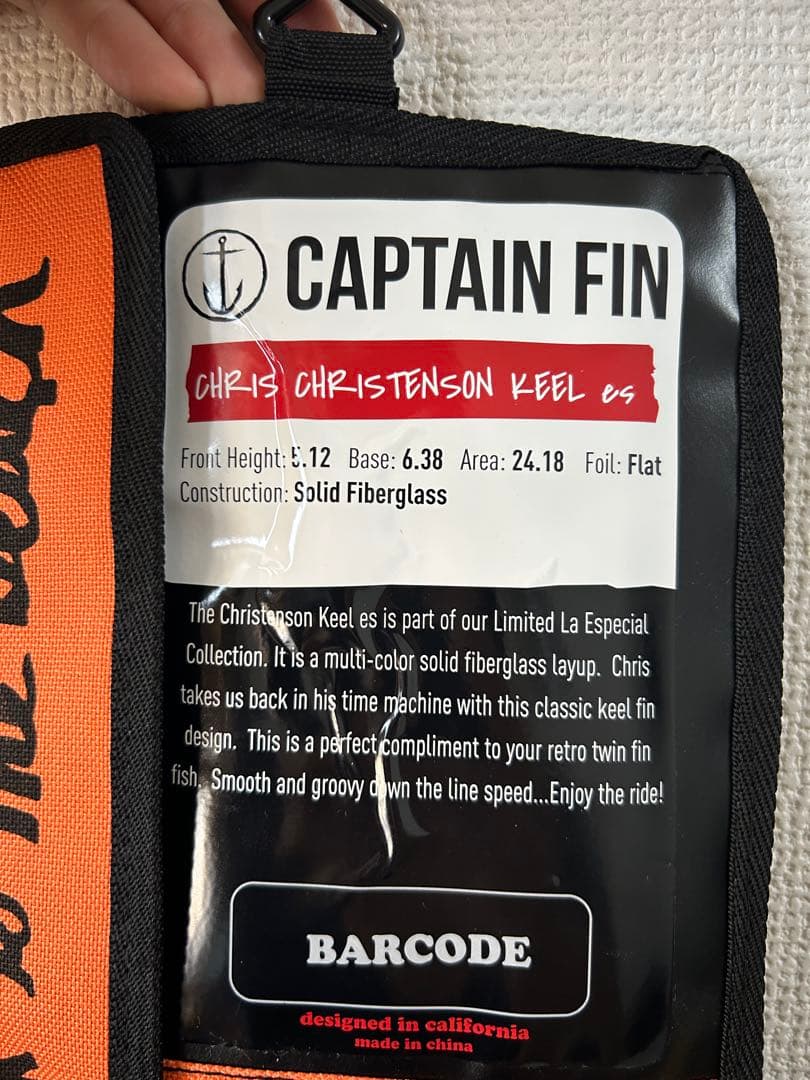 CAPTAIN FIN
CHRIS CHRISTENSON KEEL es
Front Height: 5.12 Base: 6.38 Area: 24.18 Foil: Flat
Construction: Solid Fiberglass
The Christenson Keel es is part of our Limited La Especial
Collection. It is a multi-color solid fiberglass layup. Chris
takes us back in his time machine with this classic keel fin
design. This is a perfect compliment to your retro twin fin
fish. Smooth and groovy down the line speed...Enjoy the ride!
BARCODE
designed in california
made in china